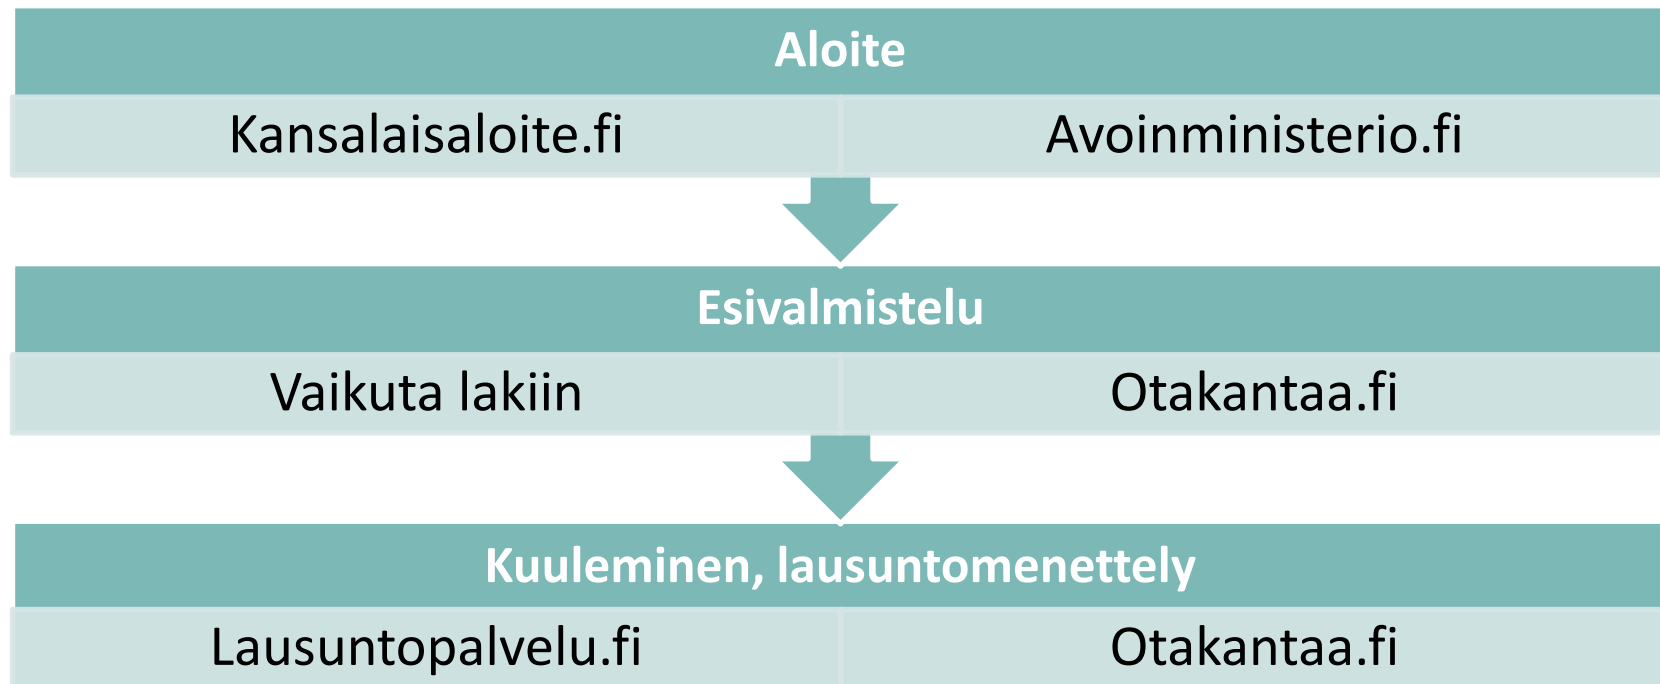 Aloite
Kansalaisaloite.fi Avoinministerio.fi
Esivalmistelu
Vaikuta lakiin Otakantaa.fi
Kuuleminen, lausuntomenettely
Lausuntopalvelu.fi Otakantaa.fi